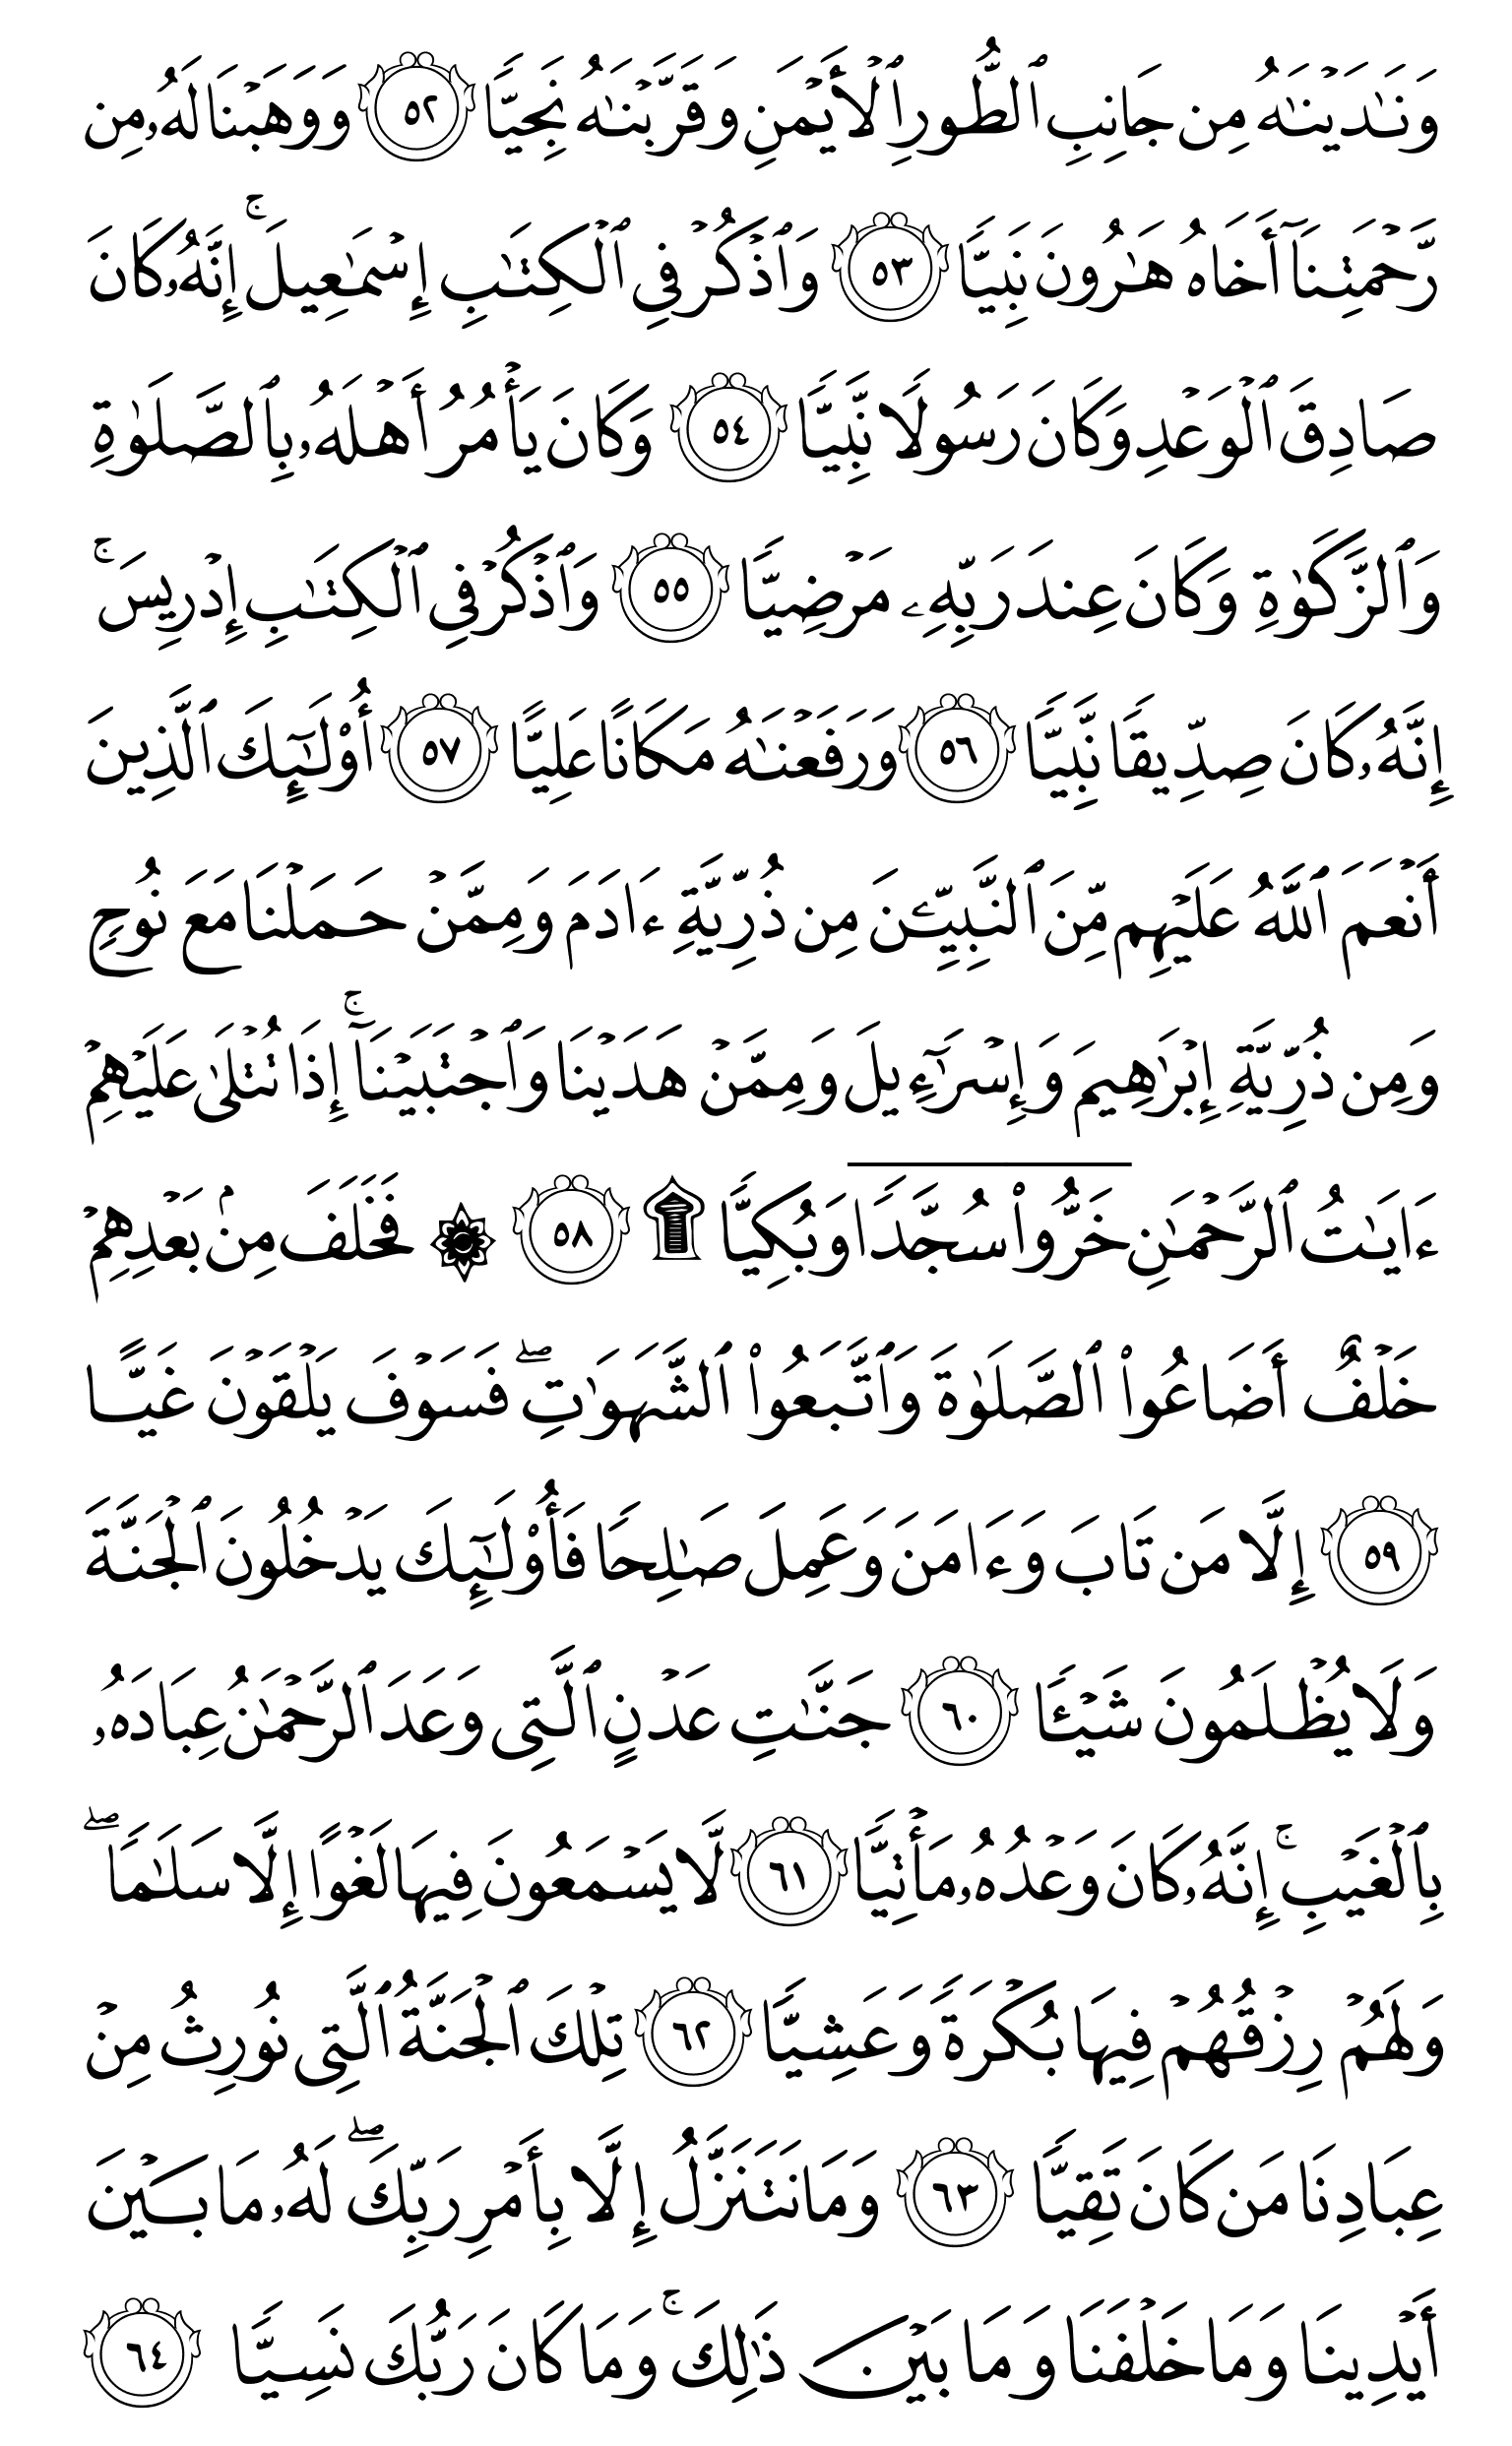 وَنَٰدَيۡنَٰهُ مِن جَانِبِ ٱلطُّورِ ٱلۡأَيۡمَنِ وَقَرَّبۡنَٰهُ نَجِيّٗا ٥٢ وَوَهَبۡنَا لَهُۥ مِن
رَّحۡمَتِنَآ أَخَاهُ هَٰرُونَ نَبِيّٗا ٥٣ وَٱذۡكُرۡ فِي ٱلۡكِتَٰبِ إِسۡمَٰعِيلَۚ إِنَّهُۥ كَانَ
صَادِقَ ٱلۡوَعۡدِ وَكَانَ رَسُولٗا نَّبِيّٗا ٥٤ وَكَانَ يَأۡمُرُ أَهۡلَهُۥ بِٱلصَّلَوٰةِ
وَٱلزَّكَوٰةِ وَكَانَ عِندَ رَبِّهِۦ مَرۡضِيّٗا ٥٥ وَٱذۡكُرۡ فِي ٱلۡكِتَٰبِ إِدۡرِيسَۚ
إِنَّهُۥ كَانَ صِدِّيقٗا نَّبِيّٗا ٥٦ وَرَفَعۡنَٰهُ مَكَانًا عَلِيًّا ٥٧ أُوْلَٰٓئِكَ ٱلَّذِينَ
أَنۡعَمَ ٱللَّهُ عَلَيۡهِم مِّنَ ٱلنَّبِيِّـۧنَ مِن ذُرِّيَّةِ ءَادَمَ وَمِمَّنۡ حَمَلۡنَا مَعَ نُوحٖ
وَمِن ذُرِّيَّةِ إِبۡرَٰهِيمَ وَإِسۡرَٰٓءِيلَ وَمِمَّنۡ هَدَيۡنَا وَٱجۡتَبَيۡنَآۚ إِذَا تُتۡلَىٰ عَلَيۡهِمۡ
ءَايَٰتُ ٱلرَّحۡمَٰنِ خَرُّواْۤ سُجَّدٗاۤ وَبُكِيّٗا۩ ٥٨ ۞ فَخَلَفَ مِنۢ بَعۡدِهِمۡ
خَلۡفٌ أَضَاعُواْ ٱلصَّلَوٰةَ وَٱتَّبَعُواْ ٱلشَّهَوَٰتِۖ فَسَوۡفَ يَلۡقَوۡنَ غَيًّا
٥٩ إِلَّا مَن تَابَ وَءَامَنَ وَعَمِلَ صَٰلِحٗا فَأُوْلَٰٓئِكَ يَدۡخُلُونَ ٱلۡجَنَّةَ
وَلَا يُظۡلَمُونَ شَيۡـٔٗا ٦٠ جَنَّٰتِ عَدۡنٍ ٱلَّتِي وَعَدَ ٱلرَّحۡمَٰنُ عِبَادَهُۥ
بِٱلۡغَيۡبِۚ إِنَّهُۥ كَانَ وَعۡدُهُۥ مَأۡتِيّٗا ٦١ لَّا يَسۡمَعُونَ فِيهَا لَغۡوًا إِلَّا سَلَٰمٗاۖ
وَلَهُمۡ رِزۡقُهُمۡ فِيهَا بُكۡرَةٗ وَعَشِيّٗا ٦٢ تِلۡكَ ٱلۡجَنَّةُ ٱلَّتِي نُورِثُ مِنۡ
عِبَادِنَا مَن كَانَ تَقِيّٗا ٦٣ وَمَا نَتَنَزَّلُ إِلَّا بِأَمۡرِ رَبِّكَۖ لَهُۥ مَا بَيۡنَ
أَيۡدِينَا وَمَا خَلۡفَنَا وَمَا بَيۡنَ ذَٰلِكَۚ وَمَا كَانَ رَبُّكَ نَسِيّٗا ٦٤